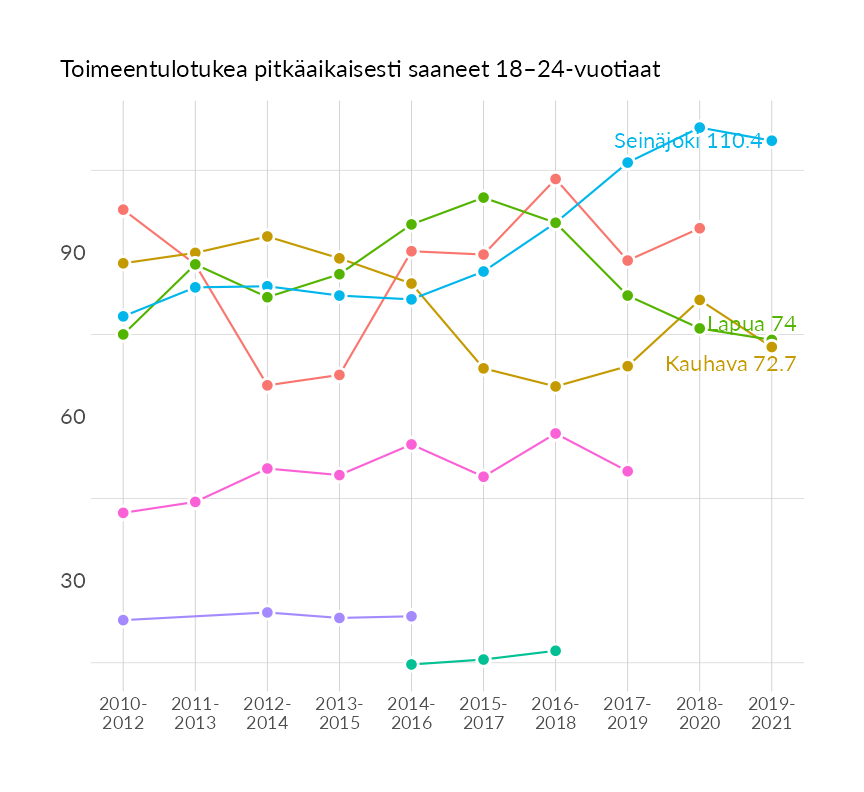 Toimeentulotukea pitkäaikaisesti saaneet 18–24-vuotiaat
Seinäjoki 110.4
90
Lapua 74
Kauhava 72.7
60
30
2010- 2011- 2012- 2013- 2014- 2015- 2016- 2017- 2018- 2019-
2012 2013 2014 2015 2016 2017 2018 2019 2020 2021